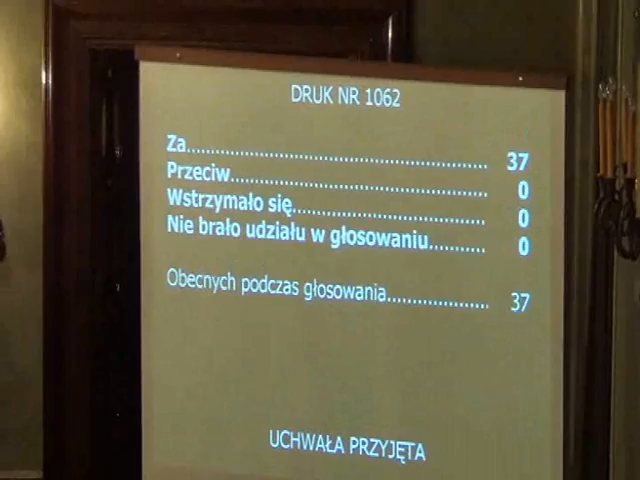 DRUK NR 1062
Za.......................................................... 37
Przeciw.................................................. 0
Wstrzymało się..................................... 0
Nie brało udziału w głosowaniu.......... 0
Obecnych podczas głosowania.................... 37
UCHWAŁA PRZYJĘTA